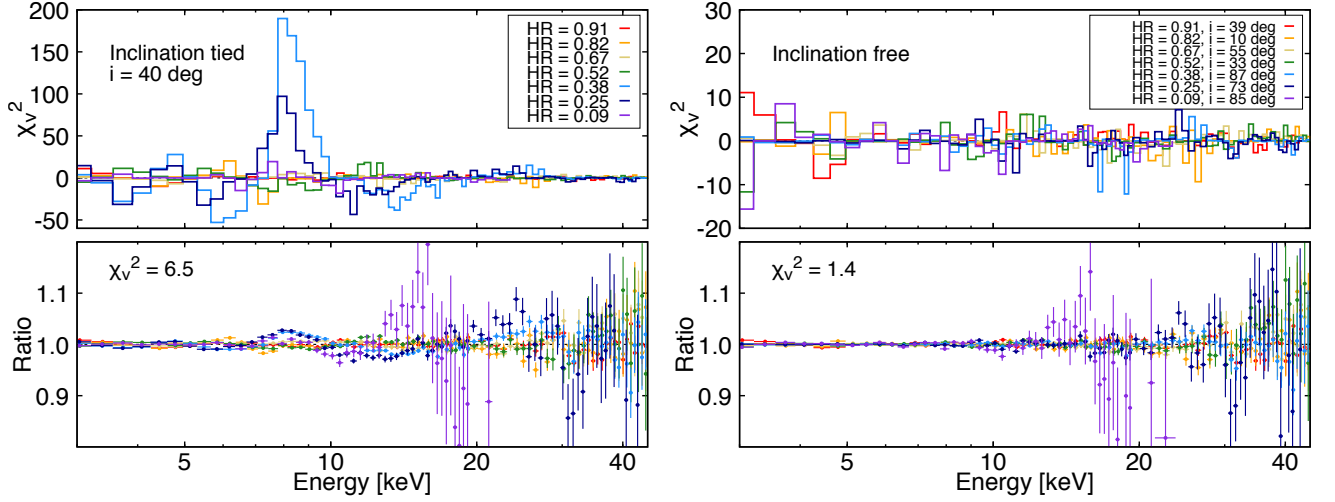 200
150
100
50
0
-50
χν²
Inclination tied
i = 40 deg
HR = 0.91
HR = 0.82
HR = 0.67
HR = 0.52
HR = 0.38
HR = 0.25
HR = 0.09
1.1
1.0
0.9
Ratio
χν² = 6.5
5 10 20 40
Energy [keV]
30
20
10
0
-10
-20
χν²
Inclination free
HR = 0.91, i = 39 deg
HR = 0.82, i = 10 deg
HR = 0.67, i = 55 deg
HR = 0.52, i = 33 deg
HR = 0.38, i = 87 deg
HR = 0.25, i = 73 deg
HR = 0.09, i = 85 deg
1.1
1.0
0.9
Ratio
χν² = 1.4
5 10 20 40
Energy [keV]